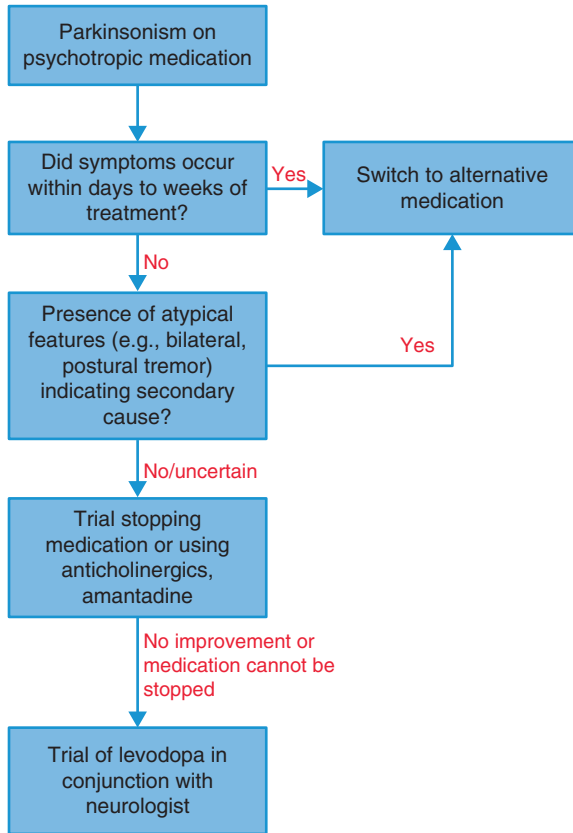 Parkinsonism on
psychotropic medication
Did symptoms occur
within days to weeks of
treatment?
Yes
Switch to alternative
medication
No
Presence of atypical
features (e.g., bilateral,
postural tremor)
indicating secondary
cause?
Yes
No/uncertain
Trial stopping
medication or using
anticholinergics,
amantadine
No improvement or
medication cannot be
stopped
Trial of levodopa in
conjunction with
neurologist